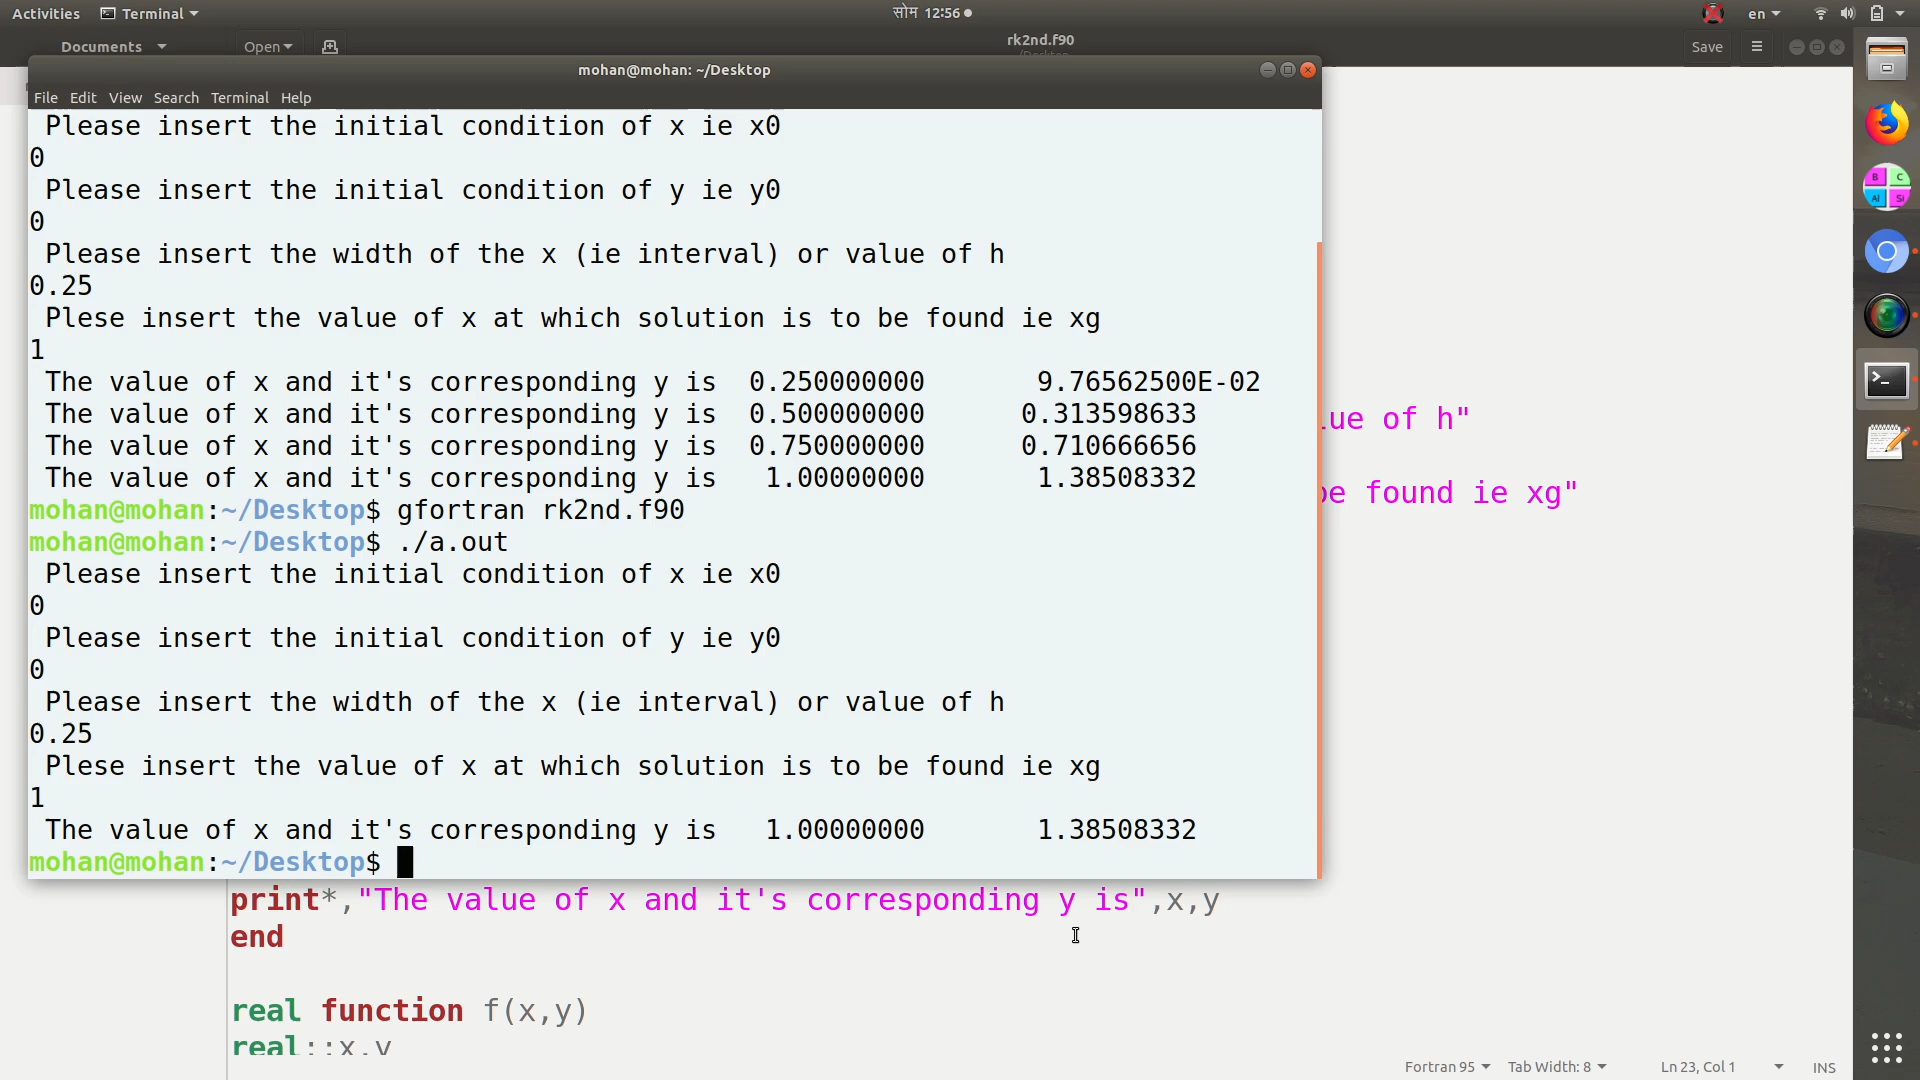 Activities Terminal सोम 12:56 en
Documents Open rk2nd.f90 Save
mohan@mohan: ~/Desktop
File Edit View Search Terminal Help
Please insert the initial condition of x ie x0
0
Please insert the initial condition of y ie y0
0
Please insert the width of the x (ie interval) or value of h
0.25
Plese insert the value of x at which solution is to be found ie xg
1
The value of x and it's corresponding y is 0.250000000 9.76562500E-02
The value of x and it's corresponding y is 0.500000000 0.313598633
lue of h"
The value of x and it's corresponding y is 0.750000000 0.710666656
The value of x and it's corresponding y is 1.00000000 1.38508332
be found ie xg"
mohan@mohan:~/Desktop$ gfortran rk2nd.f90
mohan@mohan:~/Desktop$ ./a.out
Please insert the initial condition of x ie x0
0
Please insert the initial condition of y ie y0
0
Please insert the width of the x (ie interval) or value of h
0.25
Plese insert the value of x at which solution is to be found ie xg
1
The value of x and it's corresponding y is 1.00000000 1.38508332
mohan@mohan:~/Desktop$
print*,"The value of x and it's corresponding y is",x,y
end
real function f(x,y)
real::x,y
Fortran 95 Tab Width: 8 Ln 23, Col 1 INS